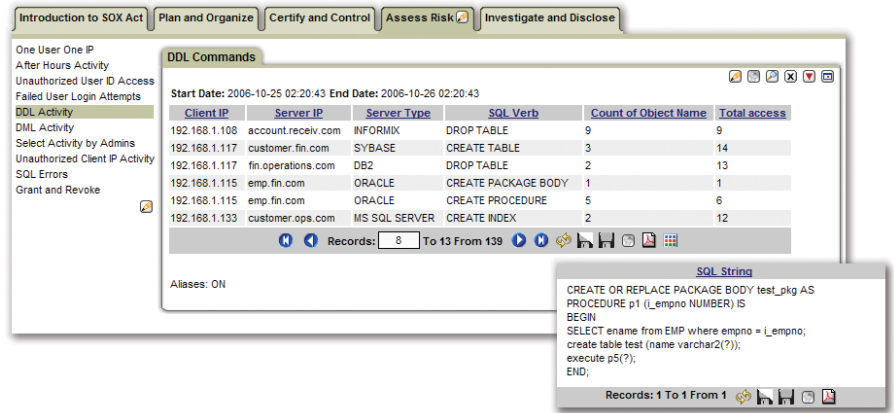 Introduction to SOX Act Plan and Organize Certify and Control Assess Risk Investigate and Disclose
One User One IP
After Hours Activity
Unauthorized User ID Access
Failed User Login Attempts
DDL Activity
DML Activity
Select Activity by Admins
Unauthorized Client IP Activity
SQL Errors
Grant and Revoke
DDL Commands
Start Date: 2006-10-25 02:20:43 End Date: 2006-10-26 02:20:43
Client IP Server IP Server Type SQL Verb Count of Object Name Total access
192.168.1.108 account.receiv.com INFORMIX DROP TABLE 9 9
192.168.1.117 customer.fin.com SYBASE CREATE TABLE 3 14
192.168.1.117 fin.operations.com DB2 DROP TABLE 2 13
192.168.1.115 emp.fin.com ORACLE CREATE PACKAGE BODY 1 1
192.168.1.115 emp.fin.com ORACLE CREATE PROCEDURE 5 6
192.168.1.133 customer.ops.com MS SQL SERVER CREATE INDEX 2 12
Records: 8 To 13 From 139
Aliases: ON
SQL String
CREATE OR REPLACE PACKAGE BODY test_pkg AS
PROCEDURE p1 (i_empno NUMBER) IS
BEGIN
SELECT ename from EMP where empno = i_empno;
create table test (name varchar2(?));
execute p5(?);
END;
Records: 1 To 1 From 1